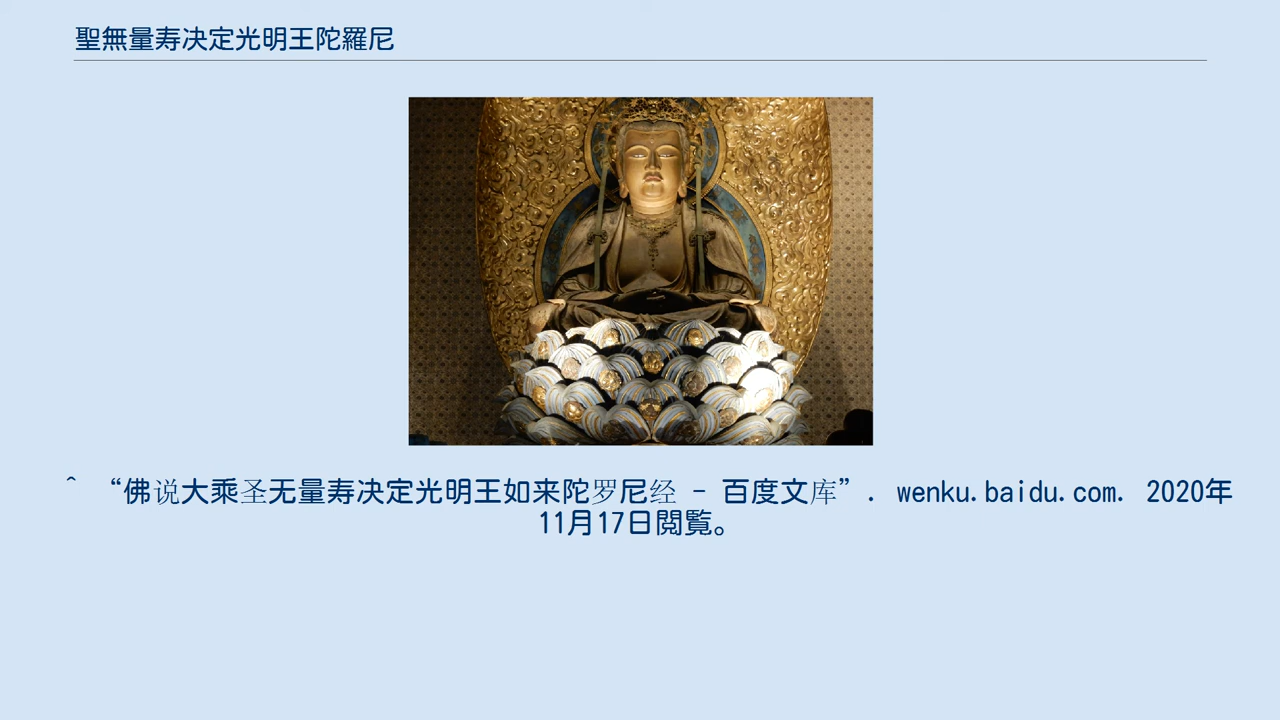 聖無量寿决定光明王陀羅尼
^ “佛说大乘圣无量寿决定光明王如来陀罗尼经 - 百度文库”. wenku.baidu.com. 2020年
11月17日閲覧。